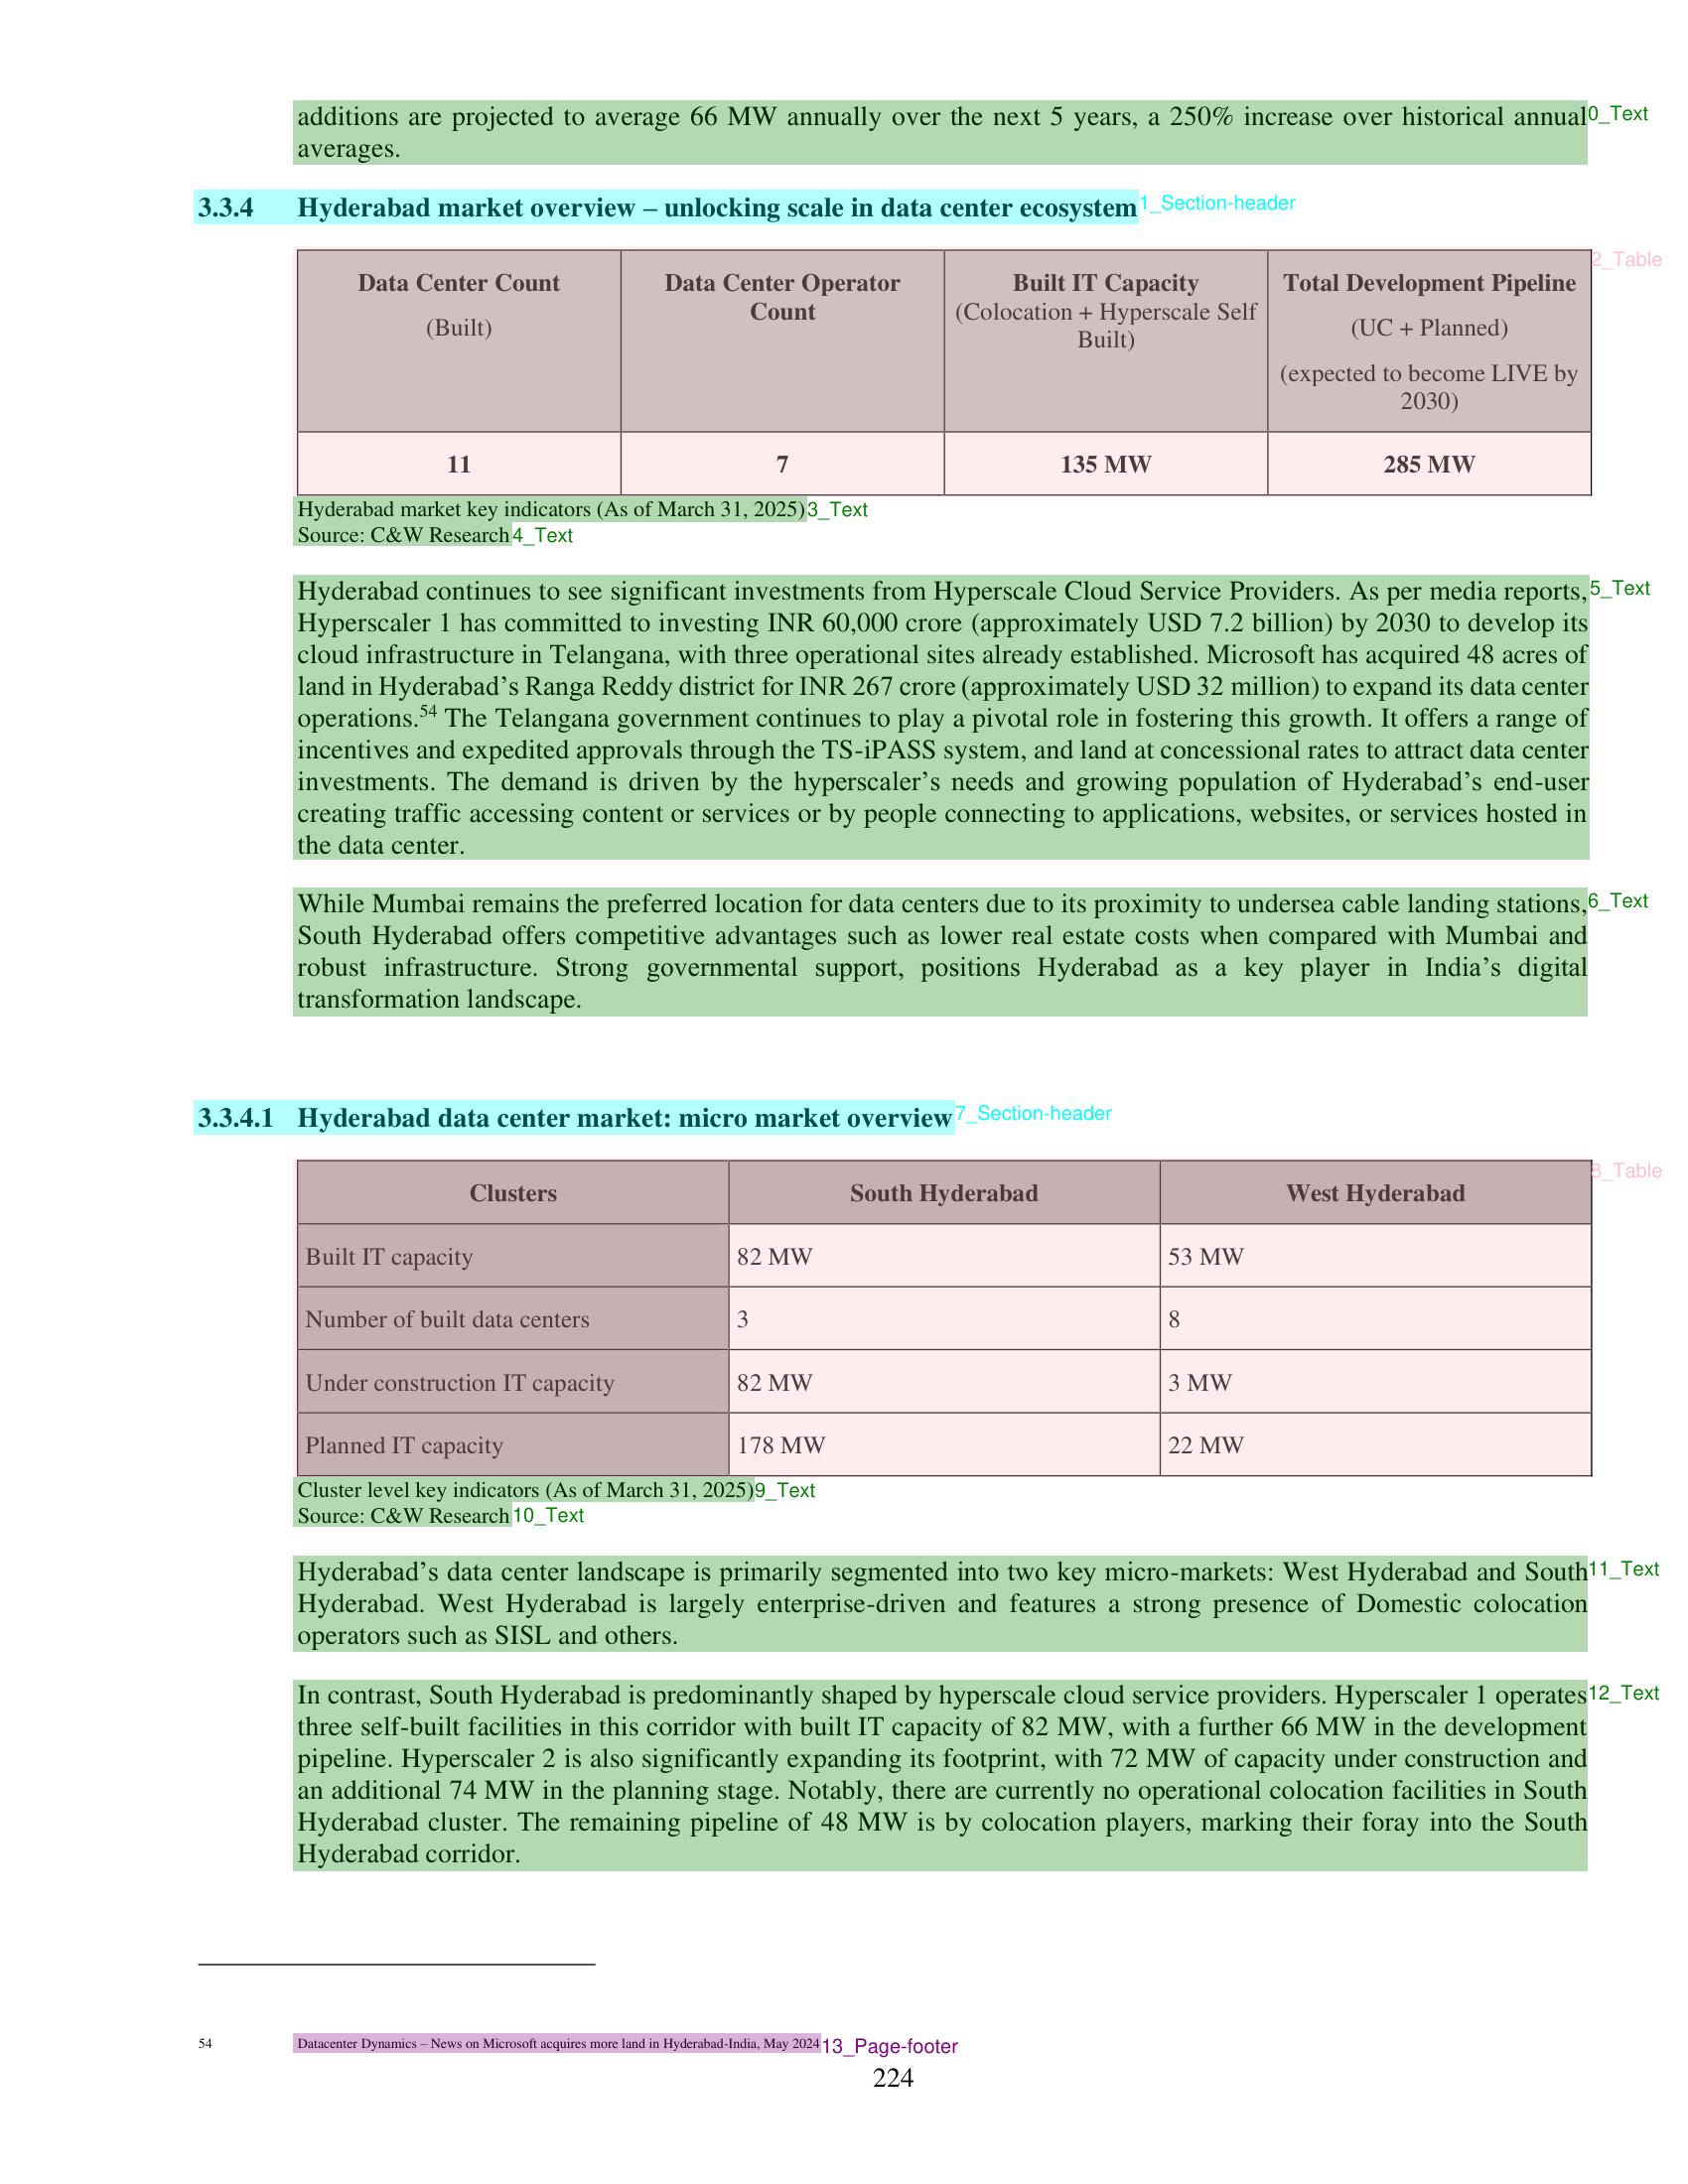 additions are projected to average 66 MW annually over the next 5 years, a 250% increase over historical annual
averages.
0_Text
3.3.4 Hyderabad market overview – unlocking scale in data center ecosystem
1_Section-header
2_Table
Data Center Count
(Built)
Data Center Operator
Count
Built IT Capacity
(Colocation + Hyperscale Self
Built)
Total Development Pipeline
(UC + Planned)
(expected to become LIVE by
2030)
11 7 135 MW 285 MW
Hyderabad market key indicators (As of March 31, 2025)
3_Text
Source: C&W Research
4_Text
Hyderabad continues to see significant investments from Hyperscale Cloud Service Providers. As per media reports,
5_Text
Hyperscaler 1 has committed to investing INR 60,000 crore (approximately USD 7.2 billion) by 2030 to develop its
cloud infrastructure in Telangana, with three operational sites already established. Microsoft has acquired 48 acres of
land in Hyderabad’s Ranga Reddy district for INR 267 crore (approximately USD 32 million) to expand its data center
operations.54 The Telangana government continues to play a pivotal role in fostering this growth. It offers a range of
incentives and expedited approvals through the TS-iPASS system, and land at concessional rates to attract data center
investments. The demand is driven by the hyperscaler’s needs and growing population of Hyderabad’s end-user
creating traffic accessing content or services or by people connecting to applications, websites, or services hosted in
the data center.
While Mumbai remains the preferred location for data centers due to its proximity to undersea cable landing stations,
6_Text
South Hyderabad offers competitive advantages such as lower real estate costs when compared with Mumbai and
robust infrastructure. Strong governmental support, positions Hyderabad as a key player in India’s digital
transformation landscape.
3.3.4.1 Hyderabad data center market: micro market overview
7_Section-header
8_Table
Clusters South Hyderabad West Hyderabad
Built IT capacity 82 MW 53 MW
Number of built data centers 3 8
Under construction IT capacity 82 MW 3 MW
Planned IT capacity 178 MW 22 MW
Cluster level key indicators (As of March 31, 2025)
9_Text
Source: C&W Research
10_Text
Hyderabad’s data center landscape is primarily segmented into two key micro-markets: West Hyderabad and South
11_Text
Hyderabad. West Hyderabad is largely enterprise-driven and features a strong presence of Domestic colocation
operators such as SISL and others.
In contrast, South Hyderabad is predominantly shaped by hyperscale cloud service providers. Hyperscaler 1 operates
12_Text
three self-built facilities in this corridor with built IT capacity of 82 MW, with a further 66 MW in the development
pipeline. Hyperscaler 2 is also significantly expanding its footprint, with 72 MW of capacity under construction and
an additional 74 MW in the planning stage. Notably, there are currently no operational colocation facilities in South
Hyderabad cluster. The remaining pipeline of 48 MW is by colocation players, marking their foray into the South
Hyderabad corridor.
54 Datacenter Dynamics – News on Microsoft acquires more land in Hyderabad-India, May 2024
13_Page-footer
224